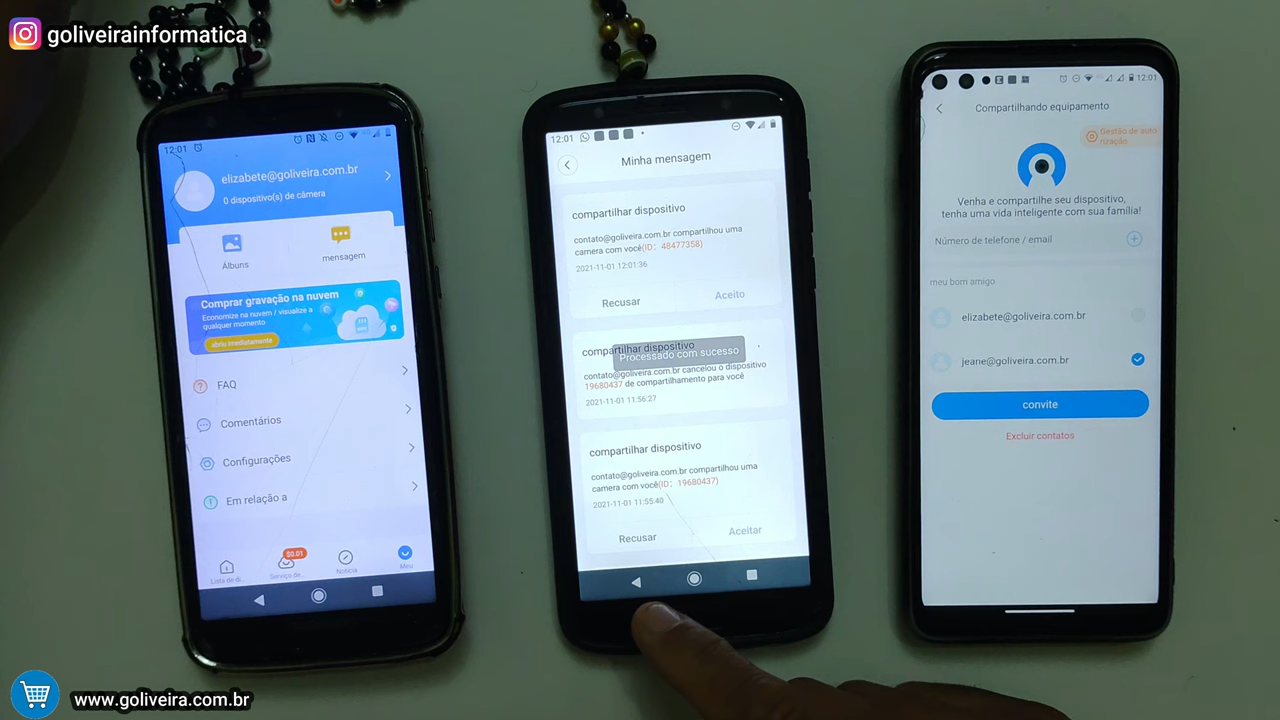 goliveirainformatica
12:01
elizabete@goliveira.com.br
0 dispositivo(s) de câmera
Álbuns
mensagem
Comprar gravação na nuvem
Economize na nuvem / visualize a
qualquer momento
abriu imediatamente
FAQ
Comentários
Configurações
Em relação a
$0.01
Lista de di...
Serviço de...
Notícia
Meu
12:01
Minha mensagem
compartilhar dispositivo
contato@goliveira.com.br compartilhou uma
camera com você(ID: 48477358)
2021-11-01 12:01:36
Recusar
Aceito
compartilhar dispositivo
Processado com sucesso
contato@goliveira.com.br cancelou o dispositivo
19680437 de compartilhamento para você
2021-11-01 11:56:27
compartilhar dispositivo
contato@goliveira.com.br compartilhou uma
camera com você(ID: 19680437)
2021-11-01 11:55:40
Recusar
Aceitar
12:01
Compartilhando equipamento
Gestão de auto
rização
Venha e compartilhe seu dispositivo,
tenha uma vida inteligente com sua família!
Número de telefone / email
meu bom amigo
elizabete@goliveira.com.br
jeane@goliveira.com.br
convite
Excluir contatos
www.goliveira.com.br